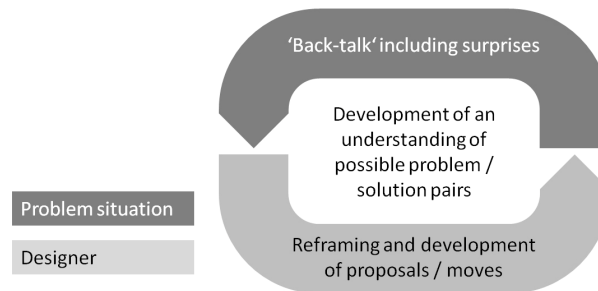 ‘Back-talk‘ including surprises
Development of an
understanding of
possible problem /
solution pairs
Problem situation
Designer
Reframing and development
of proposals / moves